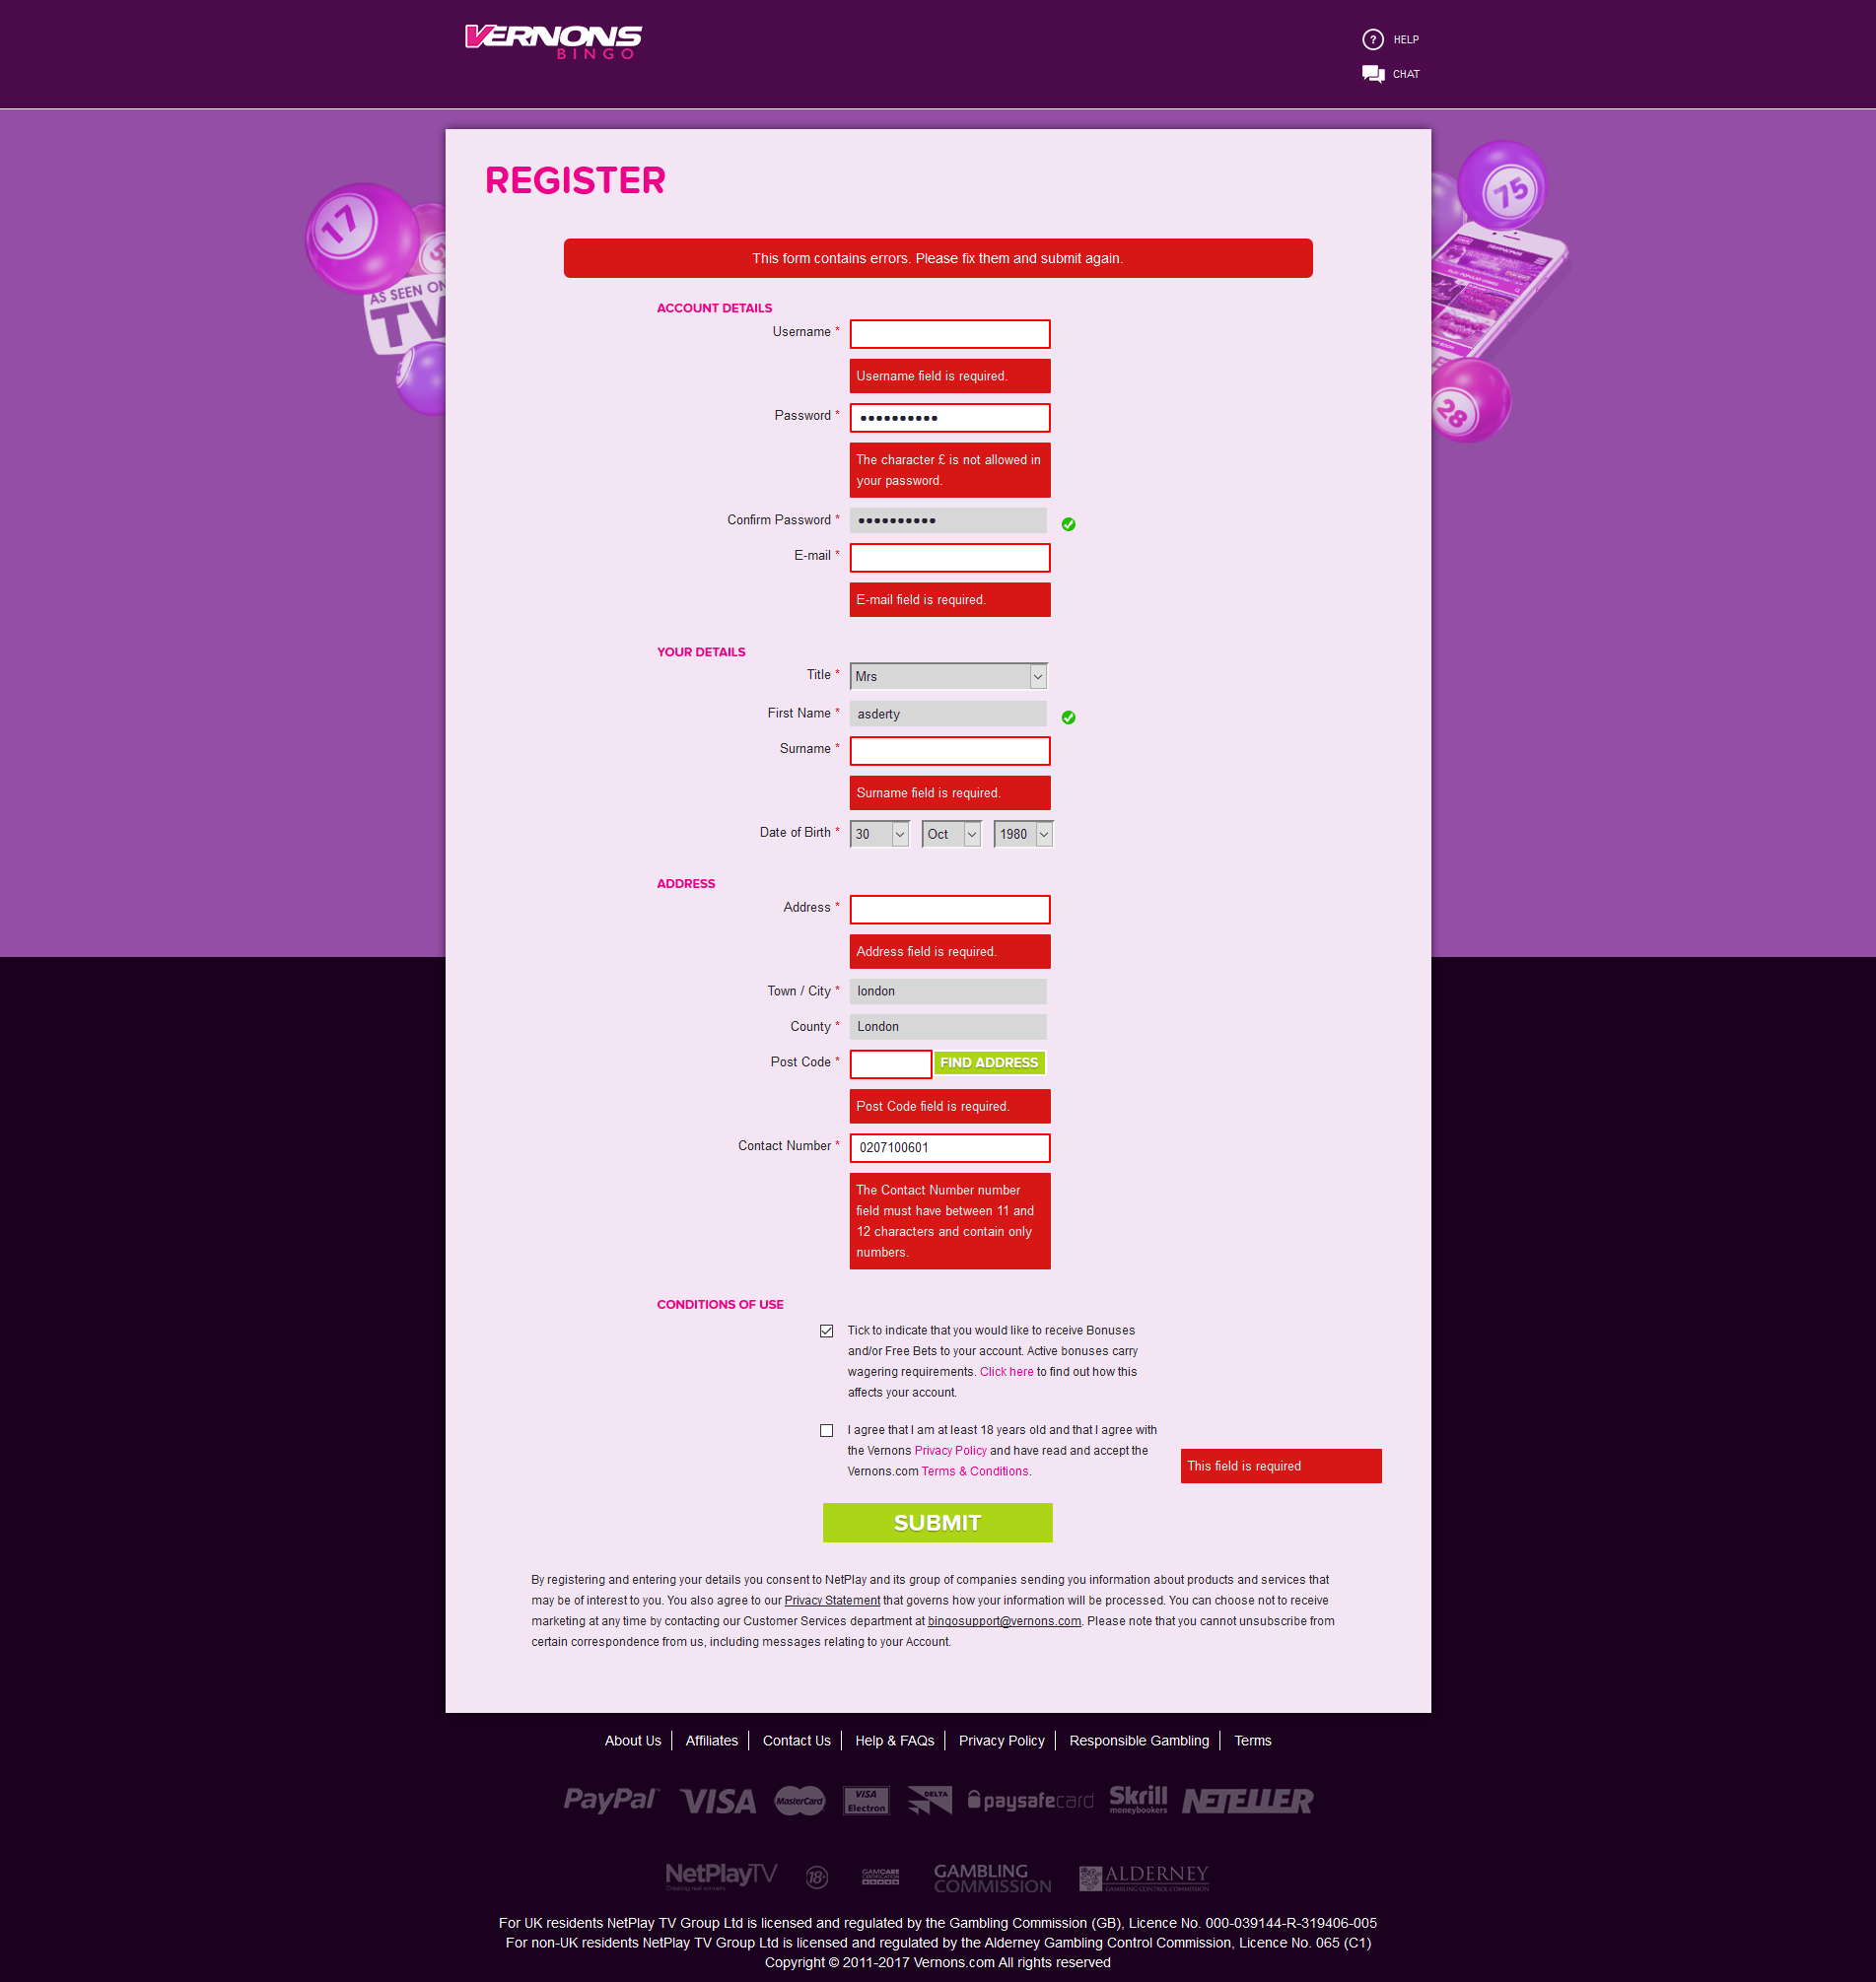 VERNONS
BINGO
HELP
CHAT
REGISTER
17
75
AS SEEN ON
TV
28
This form contains errors. Please fix them and submit again.
ACCOUNT DETAILS
Username *
Username field is required.
Password * ••••••••••
The character £ is not allowed in
your password.
Confirm Password * ••••••••••
E-mail *
E-mail field is required.
YOUR DETAILS
Title * Mrs
First Name * asderty
Surname *
Surname field is required.
Date of Birth * 30 Oct 1980
ADDRESS
Address *
Address field is required.
Town / City * london
County * London
Post Code * FIND ADDRESS
Post Code field is required.
Contact Number * 0207100601
The Contact Number number
field must have between 11 and
12 characters and contain only
numbers.
CONDITIONS OF USE
Tick to indicate that you would like to receive Bonuses
and/or Free Bets to your account. Active bonuses carry
wagering requirements. Click here to find out how this
affects your account.
I agree that I am at least 18 years old and that I agree with
the Vernons Privacy Policy and have read and accept the
Vernons.com Terms & Conditions.
This field is required
SUBMIT
By registering and entering your details you consent to NetPlay and its group of companies sending you information about products and services that
may be of interest to you. You also agree to our Privacy Statement that governs how your information will be processed. You can choose not to receive
marketing at any time by contacting our Customer Services department at bingosupport@vernons.com. Please note that you cannot unsubscribe from
certain correspondence from us, including messages relating to your Account.
About Us Affiliates Contact Us Help & FAQs Privacy Policy Responsible Gambling Terms
PayPal VISA MasterCard VISA Electron DELTA paysafecard Skrill moneybookers NETELLER
NetPlayTV 18+ GAMCARE GAMBLING COMMISSION ALDERNEY GAMBLING CONTROL COMMISSION
For UK residents NetPlay TV Group Ltd is licensed and regulated by the Gambling Commission (GB), Licence No. 000-039144-R-319406-005
For non-UK residents NetPlay TV Group Ltd is licensed and regulated by the Alderney Gambling Control Commission, Licence No. 065 (C1)
Copyright © 2011-2017 Vernons.com All rights reserved